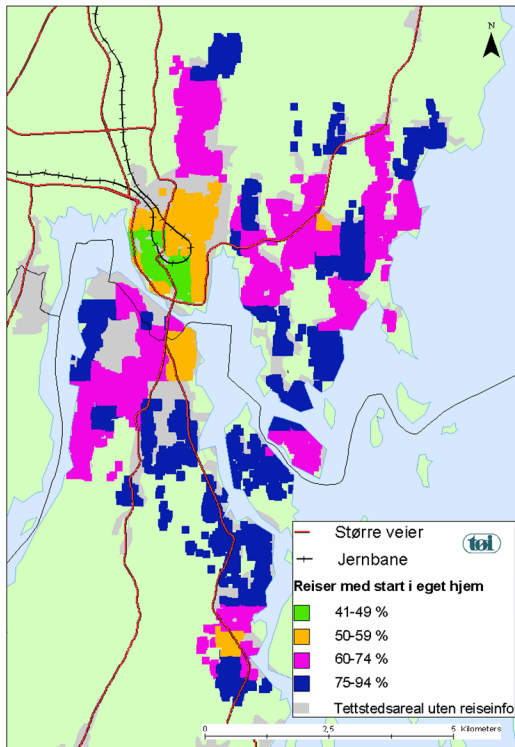 N
Større veier
tøi
Jernbane
Reiser med start i eget hjem
41-49 %
50-59 %
60-74 %
75-94 %
Tettstedsareal uten reiseinfo
Kilometers
0 2,5 5